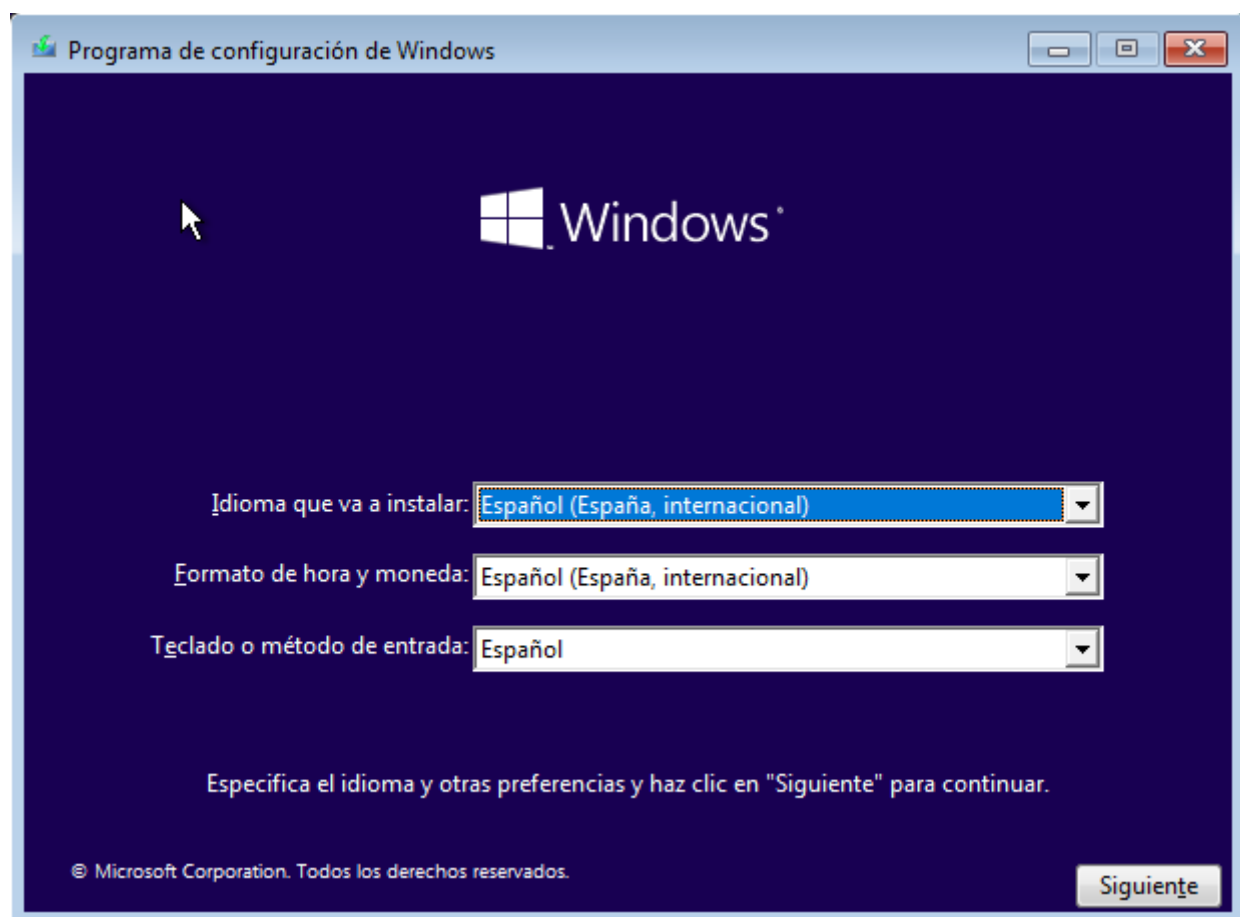 Programa de configuración de Windows
Windows
Idioma que va a instalar: Español (España, internacional)
Formato de hora y moneda: Español (España, internacional)
Teclado o método de entrada: Español
Especifica el idioma y otras preferencias y haz clic en "Siguiente" para continuar.
© Microsoft Corporation. Todos los derechos reservados.
Siguiente